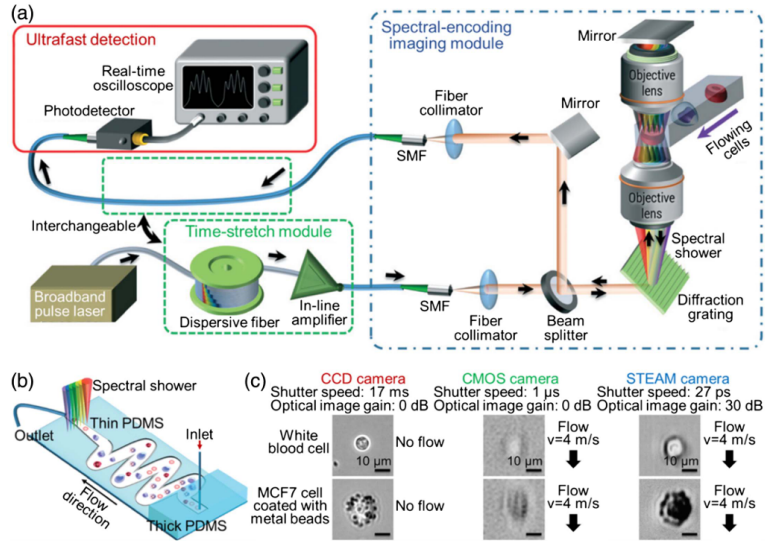 (a)
Ultrafast detection
Real-time
oscilloscope
Photodetector
Spectral-encoding
imaging module
Mirror
Objective
lens
Fiber
collimator
Mirror
SMF
Flowing
cells
Objective
lens
Interchangeable
Time-stretch module
Spectral
shower
Broadband
pulse laser
Dispersive fiber
In-line
amplifier
SMF
Fiber
collimator
Beam
splitter
Diffraction
grating
(b)
Spectral shower
Thin PDMS
Outlet
Inlet
Flow
direction
Thick PDMS
(c)
CCD camera
Shutter speed: 17 ms
Optical image gain: 0 dB
CMOS camera
Shutter speed: 1 µs
Optical image gain: 0 dB
STEAM camera
Shutter speed: 27 ps
Optical image gain: 30 dB
White
blood cell
10 µm
No flow
10 µm
Flow
v=4 m/s
10 µm
Flow
v=4 m/s
MCF7 cell
coated with
metal beads
No flow
Flow
v=4 m/s
Flow
v=4 m/s